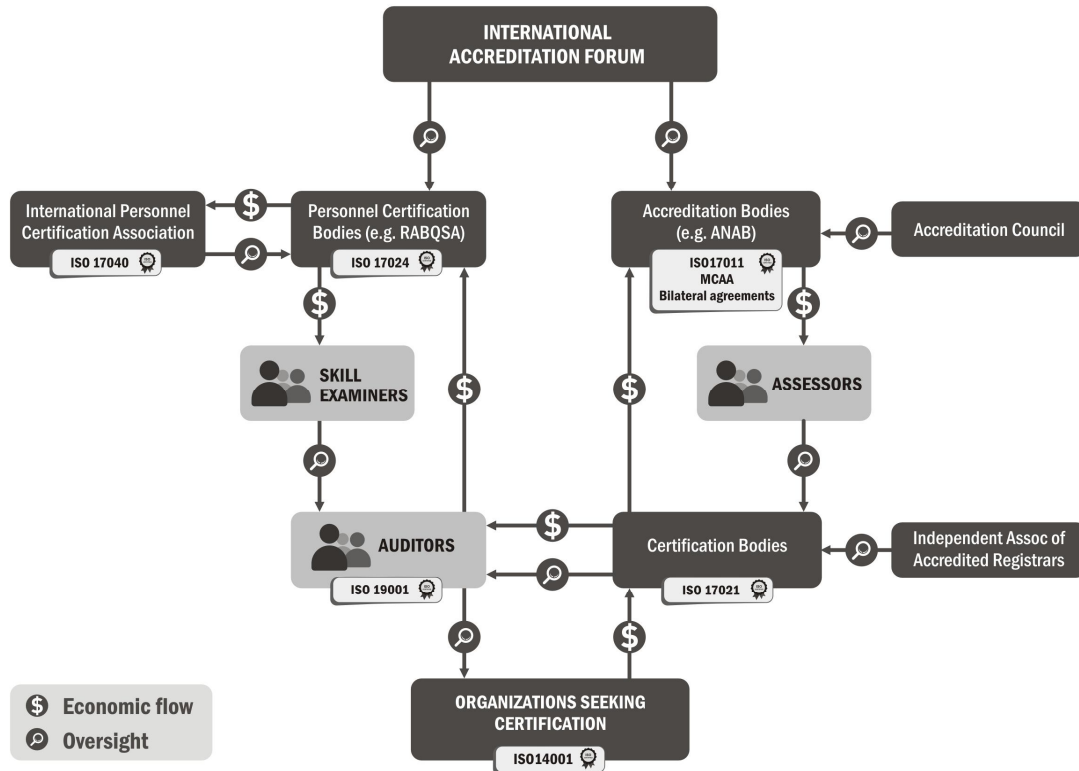 INTERNATIONAL
ACCREDITATION FORUM
International Personnel
Certification Association
ISO 17040
Personnel Certification
Bodies (e.g. RABQSA)
ISO 17024
Accreditation Bodies
(e.g. ANAB)
ISO17011
MCAA
Bilateral agreements
Accreditation Council
SKILL
EXAMINERS
ASSESSORS
AUDITORS
ISO 19001
Certification Bodies
ISO 17021
Independent Assoc of
Accredited Registrars
ORGANIZATIONS SEEKING
CERTIFICATION
ISO14001
$ Economic flow
Oversight